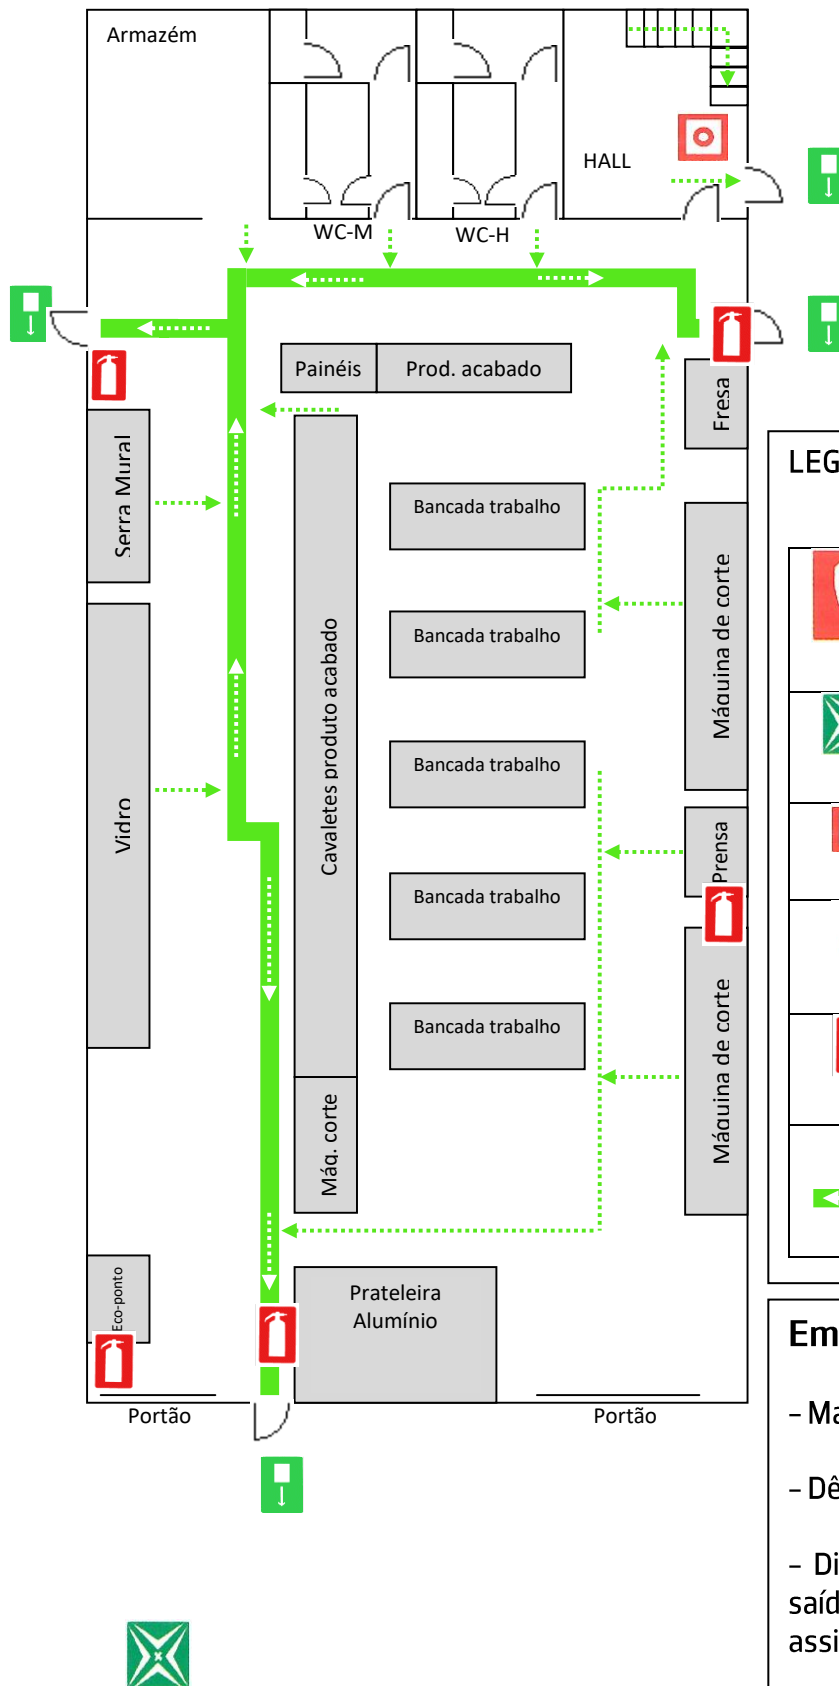 Armazém
HALL
WC-M
WC-H
Painéis
Prod. acabado
Fresa
Serra Mural
Bancada trabalho
Máquina de corte
Bancada trabalho
Cavaletes produto acabado
Bancada trabalho
Vidro
Prensa
Bancada trabalho
Máquina de corte
Bancada trabalho
Máq. corte
Eco-ponto
Prateleira
Alumínio
Portão
Portão
LEG
Em
- Ma
- Dê
- Di
saíd
assi